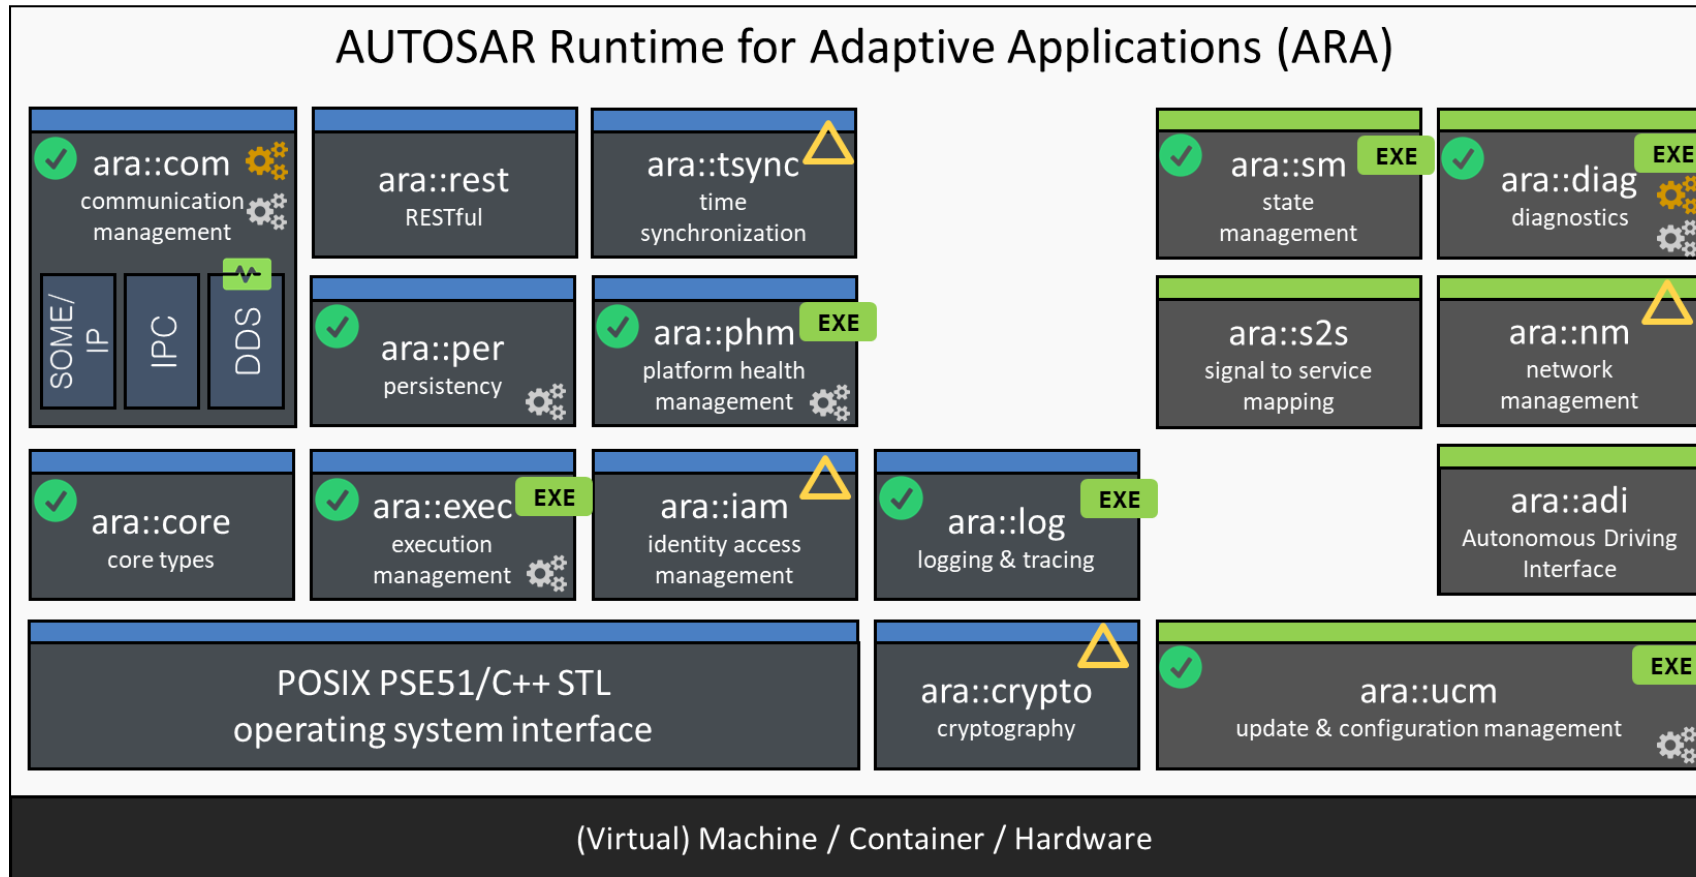 AUTOSAR Runtime for Adaptive Applications (ARA)
ara::com
communication
management
SOME/
IP
IPC
DDS
ara::rest
RESTful
ara::tsync
time
synchronization
ara::sm
EXE
state
management
ara::diag
EXE
diagnostics
ara::per
persistency
ara::phm
EXE
platform health
management
ara::s2s
signal to service
mapping
ara::nm
network
management
ara::core
core types
ara::exec
EXE
execution
management
ara::iam
identity access
management
ara::log
EXE
logging & tracing
ara::adi
Autonomous Driving
Interface
POSIX PSE51/C++ STL
operating system interface
ara::crypto
cryptography
ara::ucm
EXE
update & configuration management
(Virtual) Machine / Container / Hardware